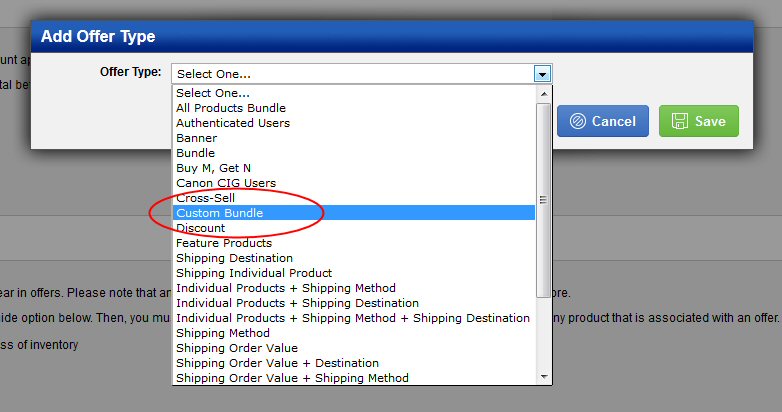 Add Offer Type
unt ap
Offer Type:
Select One...
tal be
Select One...
All Products Bundle
Authenticated Users
Banner
Bundle
Cancel
Save
Buy M, Get N
Canon CIG Users
Cross-Sell
Custom Bundle
Discount
Feature Products
Shipping Destination
Shipping Individual Product
ear in offers. Please note that an
Individual Products + Shipping Method
ore.
Individual Products + Shipping Destination
ide option below. Then, you mu
Individual Products + Shipping Method + Shipping Destination
ny product that is associated with an offer.
Shipping Method
ss of inventory
Shipping Order Value
Shipping Order Value + Destination
Shipping Order Value + Shipping Method